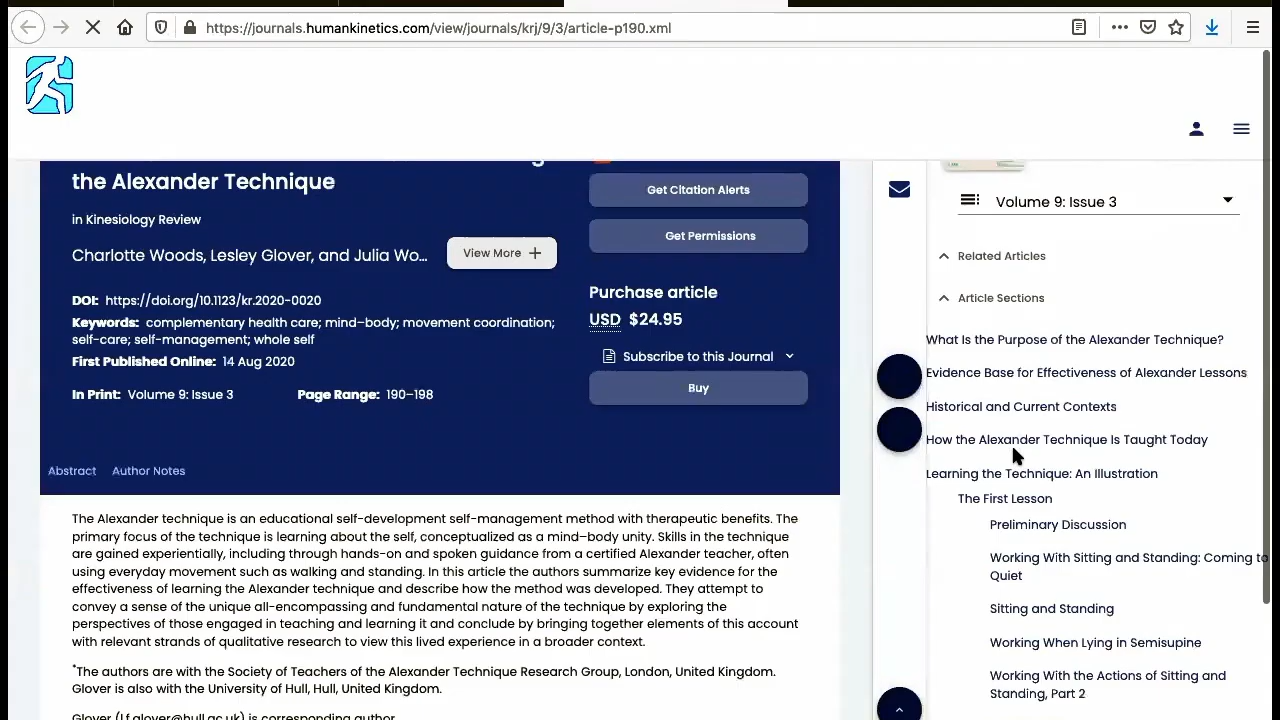 https://journals.humankinetics.com/view/journals/krj/9/3/article-p190.xml
the Alexander Technique
in Kinesiology Review
Charlotte Woods, Lesley Glover, and Julia Wo...
View More
DOI: https://doi.org/10.1123/kr.2020-0020
Keywords: complementary health care; mind–body; movement coordination;
self-care; self-management; whole self
First Published Online: 14 Aug 2020
In Print: Volume 9: Issue 3
Page Range: 190–198
Get Citation Alerts
Get Permissions
Purchase article
USD $24.95
Subscribe to this Journal
Buy
Abstract
Author Notes
The Alexander technique is an educational self-development self-management method with therapeutic benefits. The
primary focus of the technique is learning about the self, conceptualized as a mind–body unity. Skills in the technique
are gained experientially, including through hands-on and spoken guidance from a certified Alexander teacher, often
using everyday movement such as walking and standing. In this article the authors summarize key evidence for the
effectiveness of learning the Alexander technique and describe how the method was developed. They attempt to
convey a sense of the unique all-encompassing and fundamental nature of the technique by exploring the
perspectives of those engaged in teaching and learning it and conclude by bringing together elements of this account
with relevant strands of qualitative research to view this lived experience in a broader context.
*The authors are with the Society of Teachers of the Alexander Technique Research Group, London, United Kingdom.
Glover is also with the University of Hull, Hull, United Kingdom.
Glover (l.f.glover@hull.ac.uk) is corresponding author.
Volume 9: Issue 3
Related Articles
Article Sections
What Is the Purpose of the Alexander Technique?
Evidence Base for Effectiveness of Alexander Lessons
Historical and Current Contexts
How the Alexander Technique Is Taught Today
Learning the Technique: An Illustration
The First Lesson
Preliminary Discussion
Working With Sitting and Standing: Coming to
Quiet
Sitting and Standing
Working When Lying in Semisupine
Working With the Actions of Sitting and
Standing, Part 2